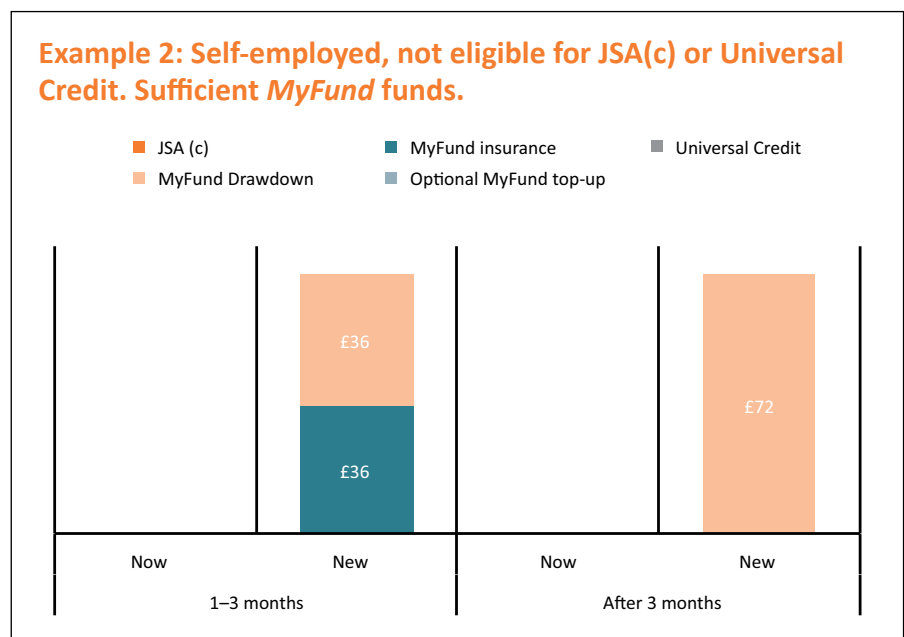 Example 2: Self-employed, not eligible for JSA(c) or Universal
Credit. Sufficient MyFund funds.
JSA (c)
MyFund insurance
Universal Credit
MyFund Drawdown
Optional MyFund top-up
£36
£36
£72
Now
New
Now
New
1–3 months
After 3 months